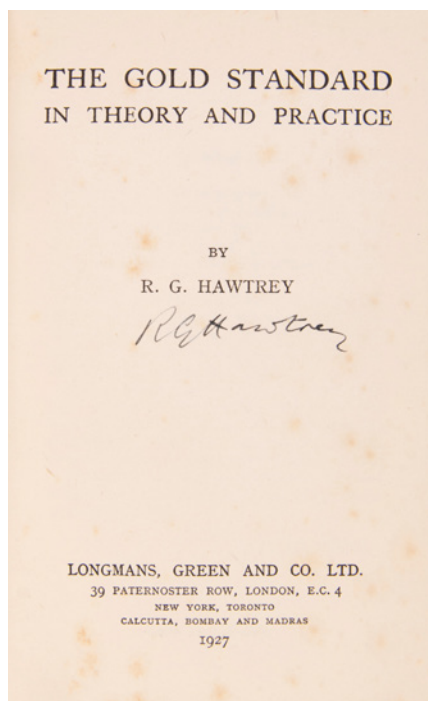 THE GOLD STANDARD
IN THEORY AND PRACTICE
BY
R. G. HAWTREY
RGHawtrey
LONGMANS, GREEN AND CO. LTD.
39 PATERNOSTER ROW, LONDON, E.C. 4
NEW YORK, TORONTO
CALCUTTA, BOMBAY AND MADRAS
1927